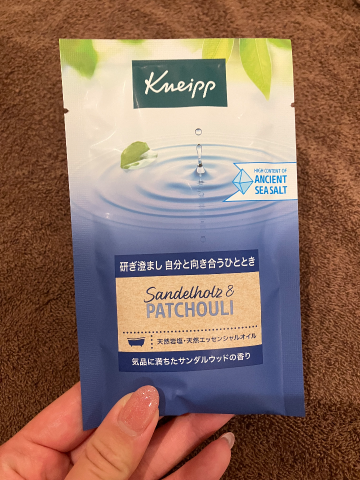 Kneipp
HIGH CONTENT OF
ANCIENT
SEA SALT
研ぎ澄まし 自分と向き合うひととき
Sandelholz &
PATCHOULI
天然岩塩・天然エッセンシャルオイル
気品に満ちたサンダルウッドの香り